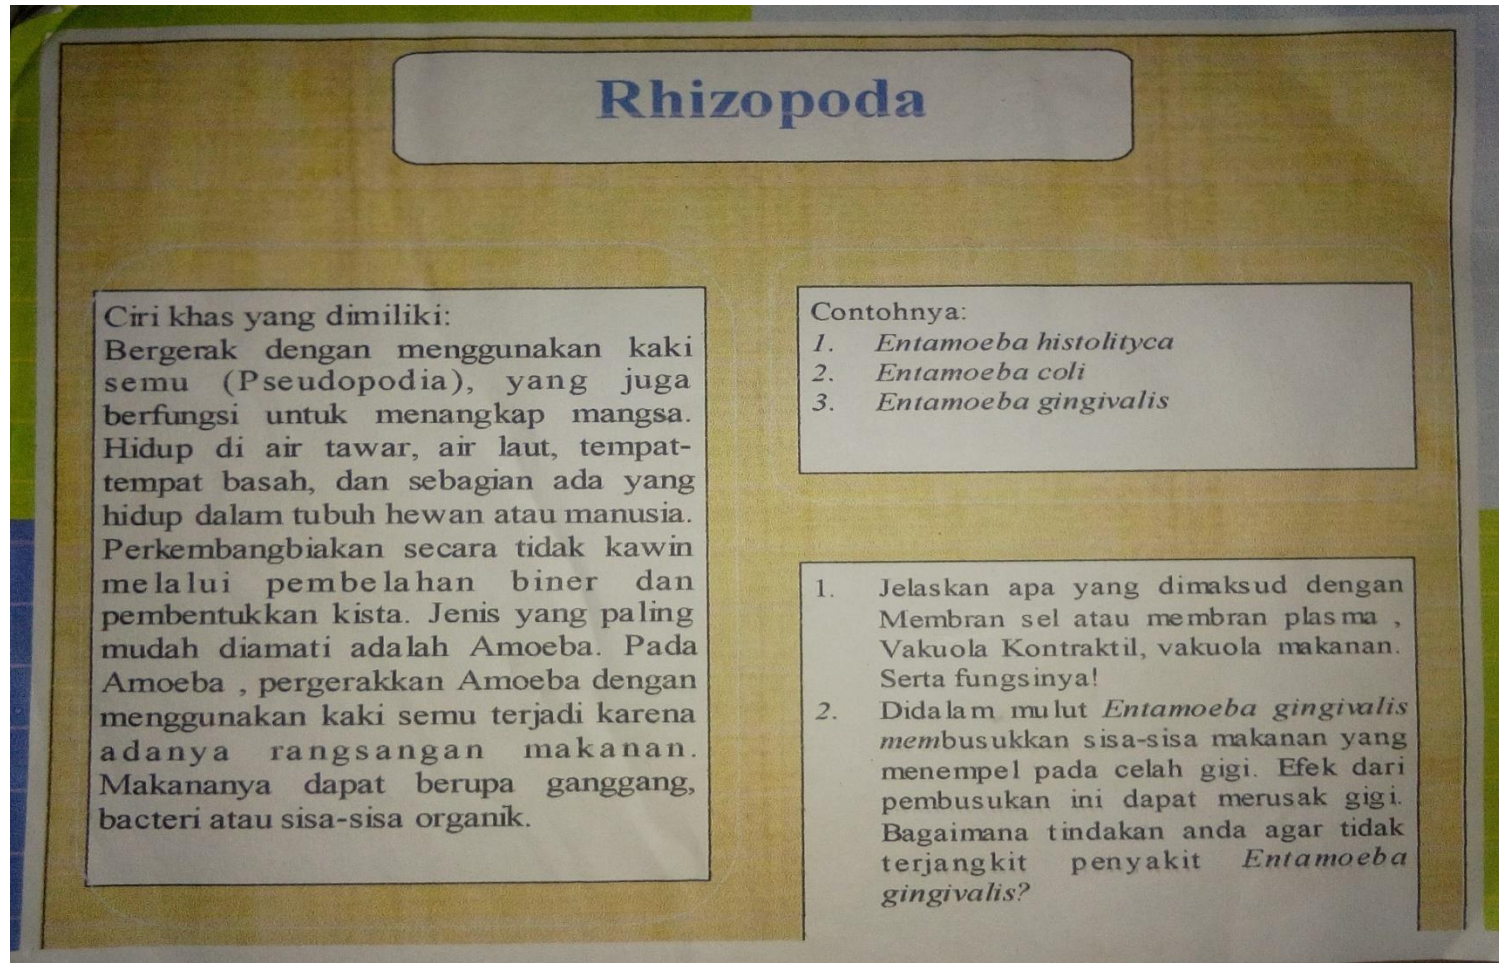 Rhizopoda
Ciri khas yang dimiliki:
Bergerak dengan menggunakan kaki
semu (Pseudopodia), yang juga
berfungsi untuk menangkap mangsa.
Hidup di air tawar, air laut, tempat-
tempat basah, dan sebagian ada yang
hidup dalam tubuh hewan atau manusia.
Perkembangbiakan secara tidak kawin
melalui pembelahan biner dan
pembentukkan kista. Jenis yang paling
mudah diamati adalah Amoeba. Pada
Amoeba , pergerakkan Amoeba dengan
menggunakan kaki semu terjadi karena
adanya rangsangan makanan.
Makananya dapat berupa ganggang,
bacteri atau sisa-sisa organik.
Contohnya:
1. Entamoeba histolityca
2. Entamoeba coli
3. Entamoeba gingivalis
1. Jelaskan apa yang dimaksud dengan
Membran sel atau membran plasma ,
Vakuola Kontraktil, vakuola makanan.
Serta fungsinya!
2. Didalam mulut Entamoeba gingivalis
membusukkan sisa-sisa makanan yang
menempel pada celah gigi. Efek dari
pembusukan ini dapat merusak gigi.
Bagaimana tindakan anda agar tidak
terjangkit penyakit Entamoeba
gingivalis?